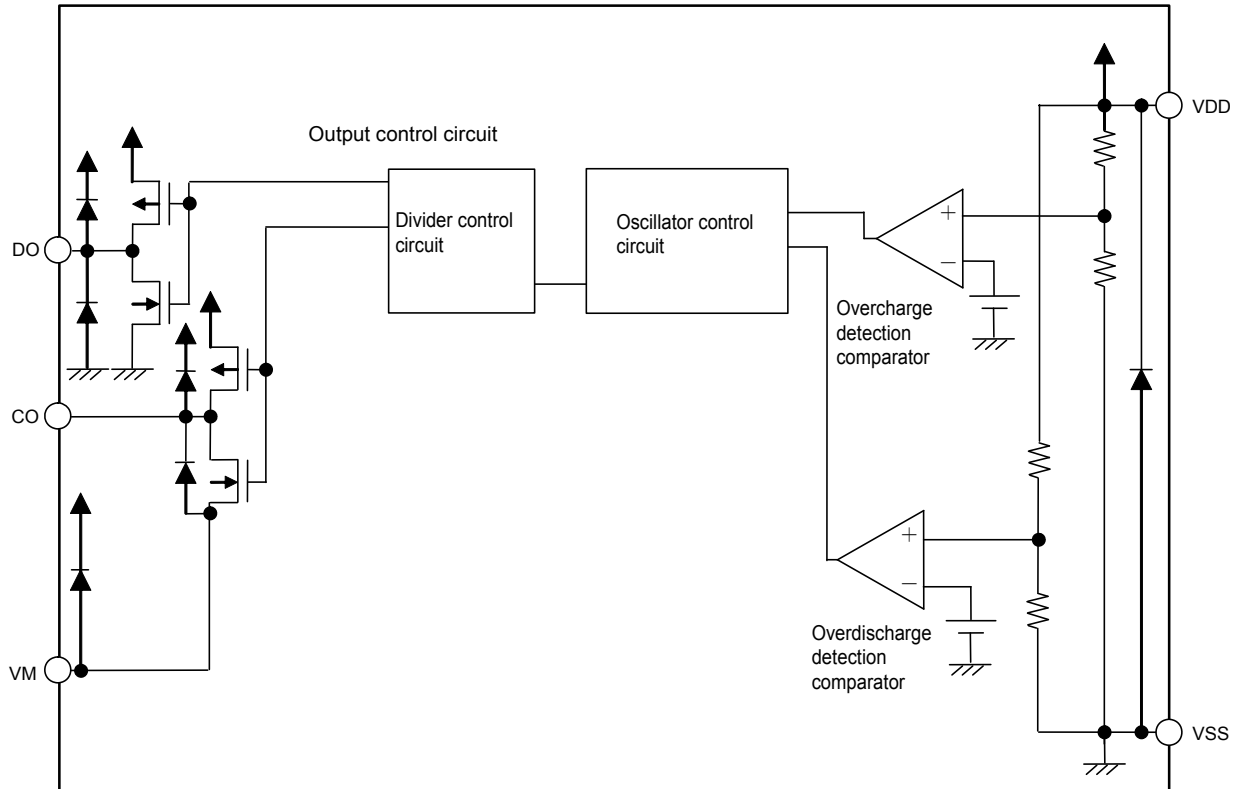 VDD
Output control circuit
Divider control
circuit
Oscillator control
circuit
+
−
DO
Overcharge
detection
comparator
CO
+
−
Overdischarge
detection
comparator
VM
VSS